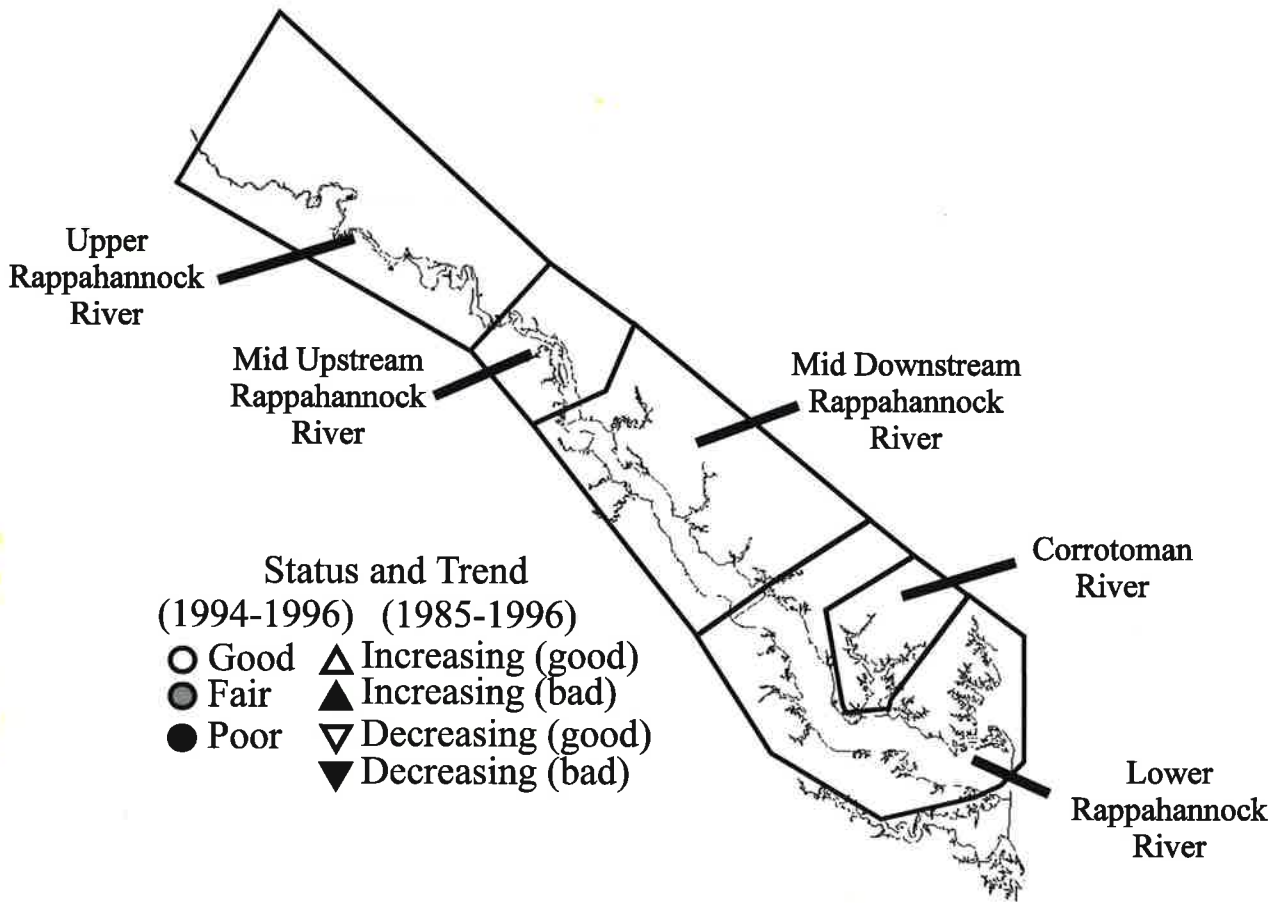 Upper
Rappahannock
River
Mid Upstream
Rappahannock
River
Mid Downstream
Rappahannock
River
Corrotoman
River
Lower
Rappahannock
River
Status and Trend
(1994-1996) (1985-1996)
Good Increasing (good)
Fair Increasing (bad)
Poor Decreasing (good)
Decreasing (bad)